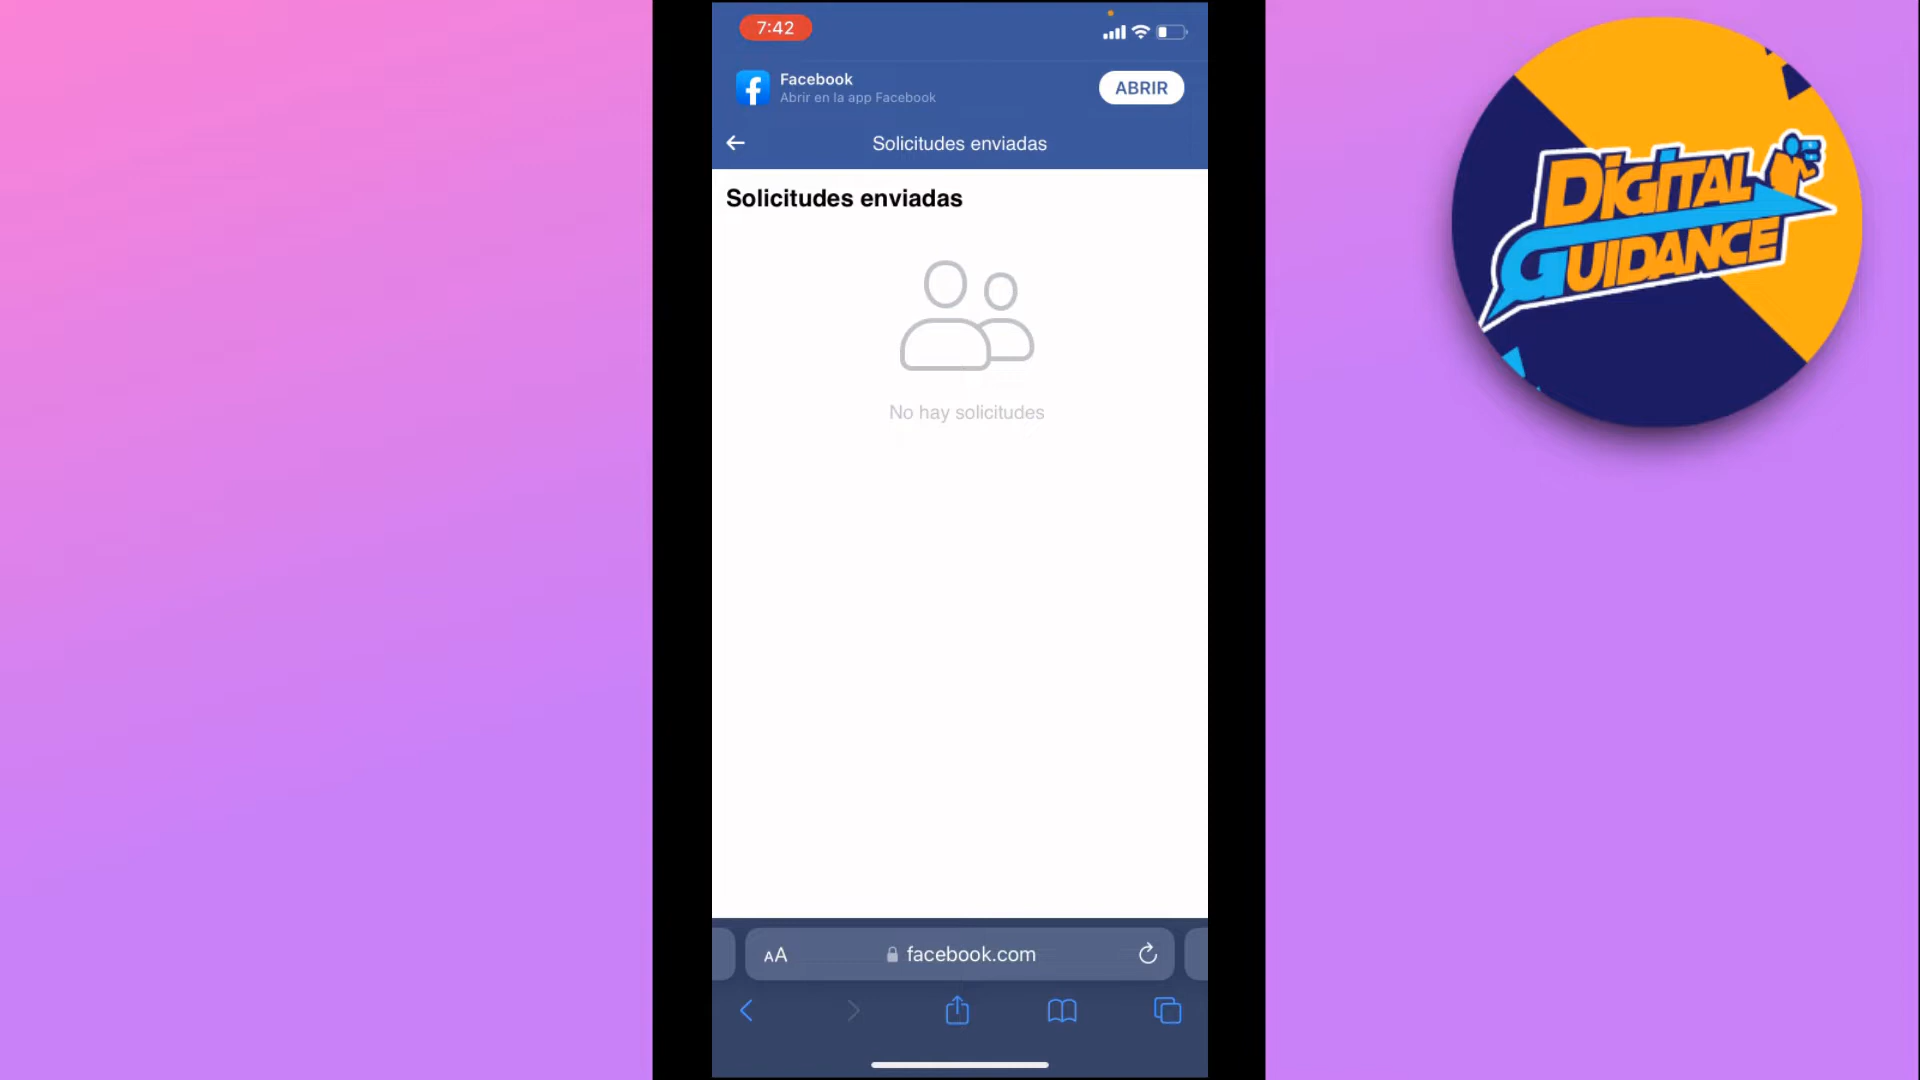 7:42
Facebook
Abrir en la app Facebook
ABRIR
Solicitudes enviadas
Solicitudes enviadas
No hay solicitudes
AA
facebook.com
DIGITAL
GUIDANCE